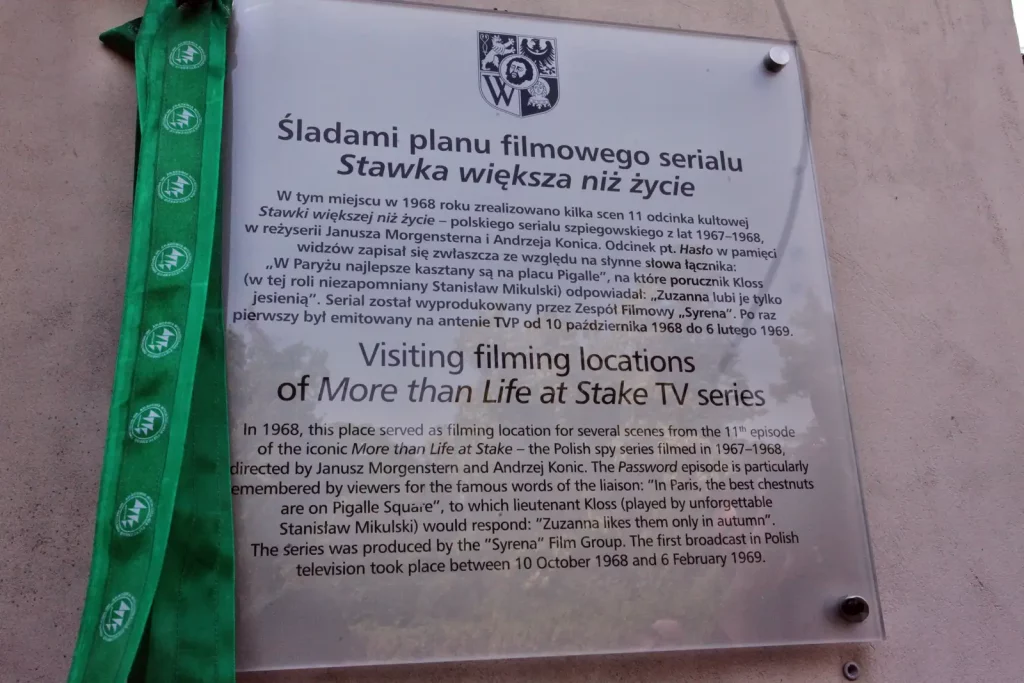 W
Śladami planu filmowego serialu
Stawka większa niż życie
W tym miejscu w 1968 roku zrealizowano kilka scen 11 odcinka kultowej
Stawki większej niż życie – polskiego serialu szpiegowskiego z lat 1967–1968,
w reżyserii Janusza Morgensterna i Andrzeja Konica. Odcinek pt. Hasło w pamięci
widzów zapisał się zwłaszcza ze względu na słynne słowa łącznika:
„W Paryżu najlepsze kasztany są na placu Pigalle”, na które porucznik Kloss
(w tej roli niezapomniany Stanisław Mikulski) odpowiadał: „Zuzanna lubi je tylko
jesienią”. Serial został wyprodukowany przez Zespół Filmowy „Syrena”. Po raz
pierwszy był emitowany na antenie TVP od 10 października 1968 do 6 lutego 1969.
Visiting filming locations
of More than Life at Stake TV series
In 1968, this place served as filming location for several scenes from the 11th episode
of the iconic More than Life at Stake – the Polish spy series filmed in 1967–1968,
directed by Janusz Morgenstern and Andrzej Konic. The Password episode is particularly
emembered by viewers for the famous words of the liaison: “In Paris, the best chestnuts
are on Pigalle Square”, to which lieutenant Kloss (played by unforgettable
Stanisław Mikulski) would respond: “Zuzanna likes them only in autumn”.
The series was produced by the “Syrena” Film Group. The first broadcast in Polish
television took place between 10 October 1968 and 6 February 1969.